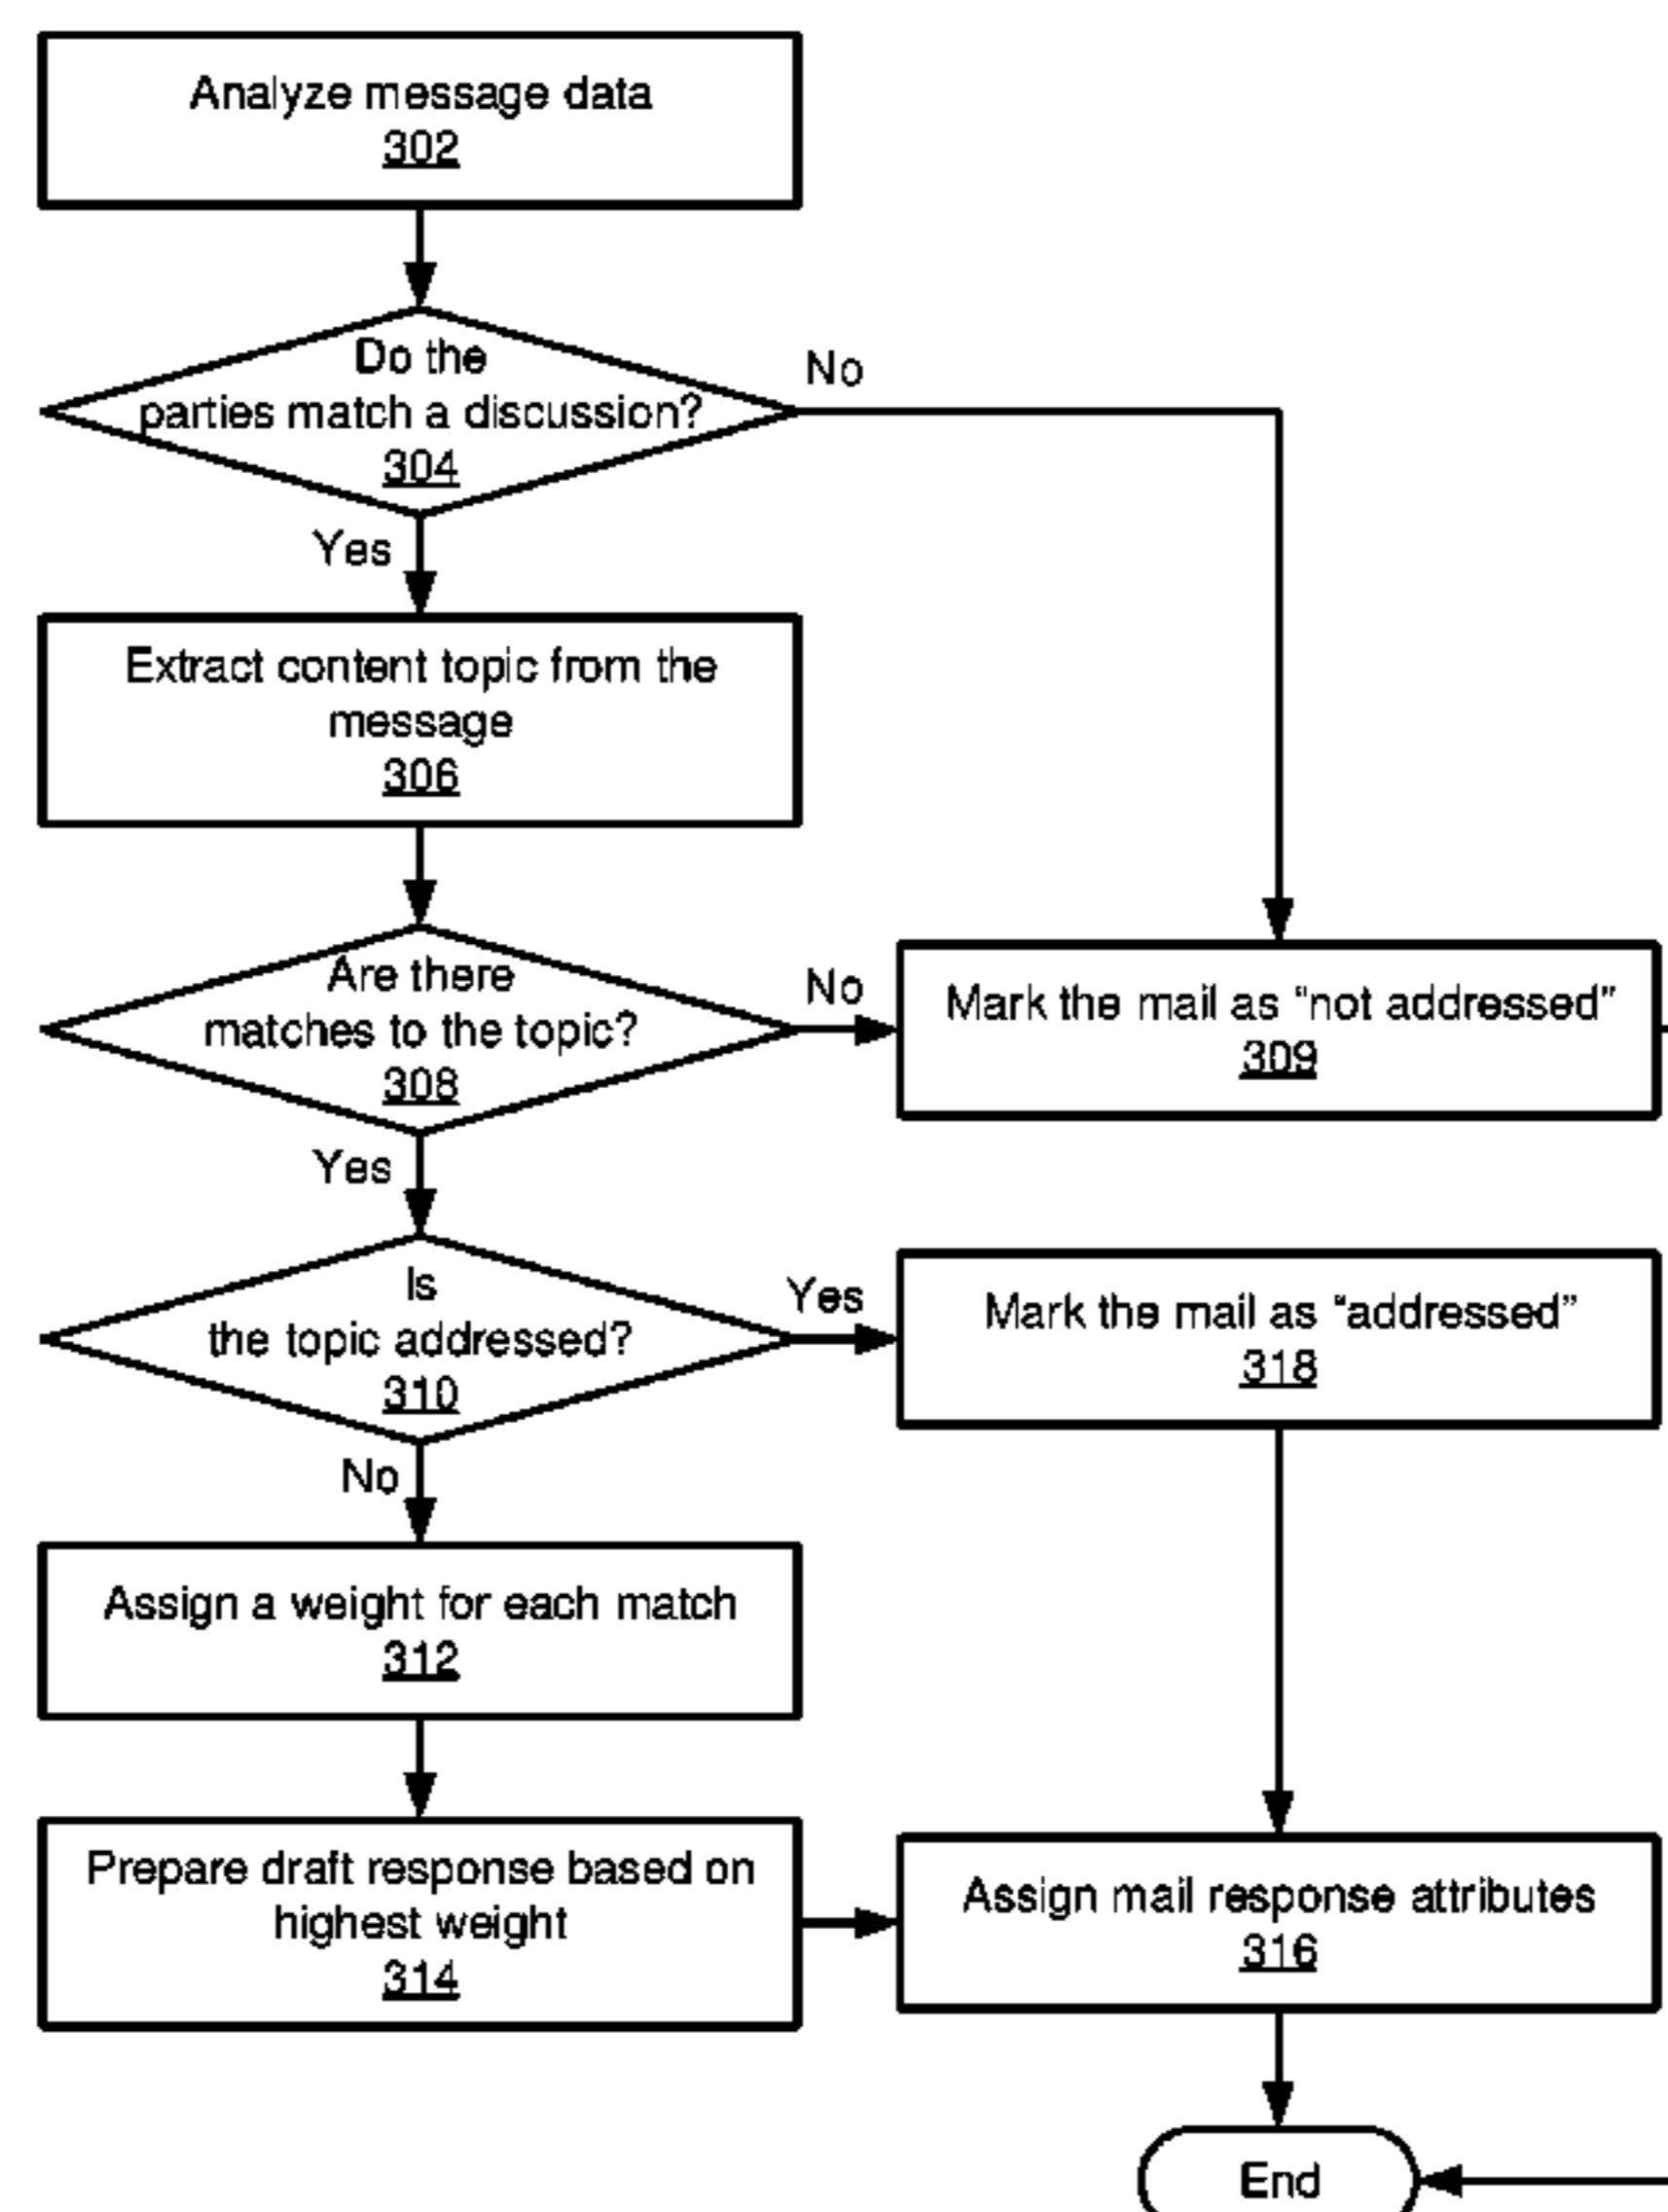 Analyze message data
302
Do the
parties match a discussion?
304
No
Yes
Extract content topic from the
message
306
Are there
matches to the topic?
308
No
Mark the mail as “not addressed”
309
Yes
Is
the topic addressed?
310
Yes
Mark the mail as “addressed”
318
No
Assign a weight for each match
312
Prepare draft response based on
highest weight
314
Assign mail response attributes
316
End